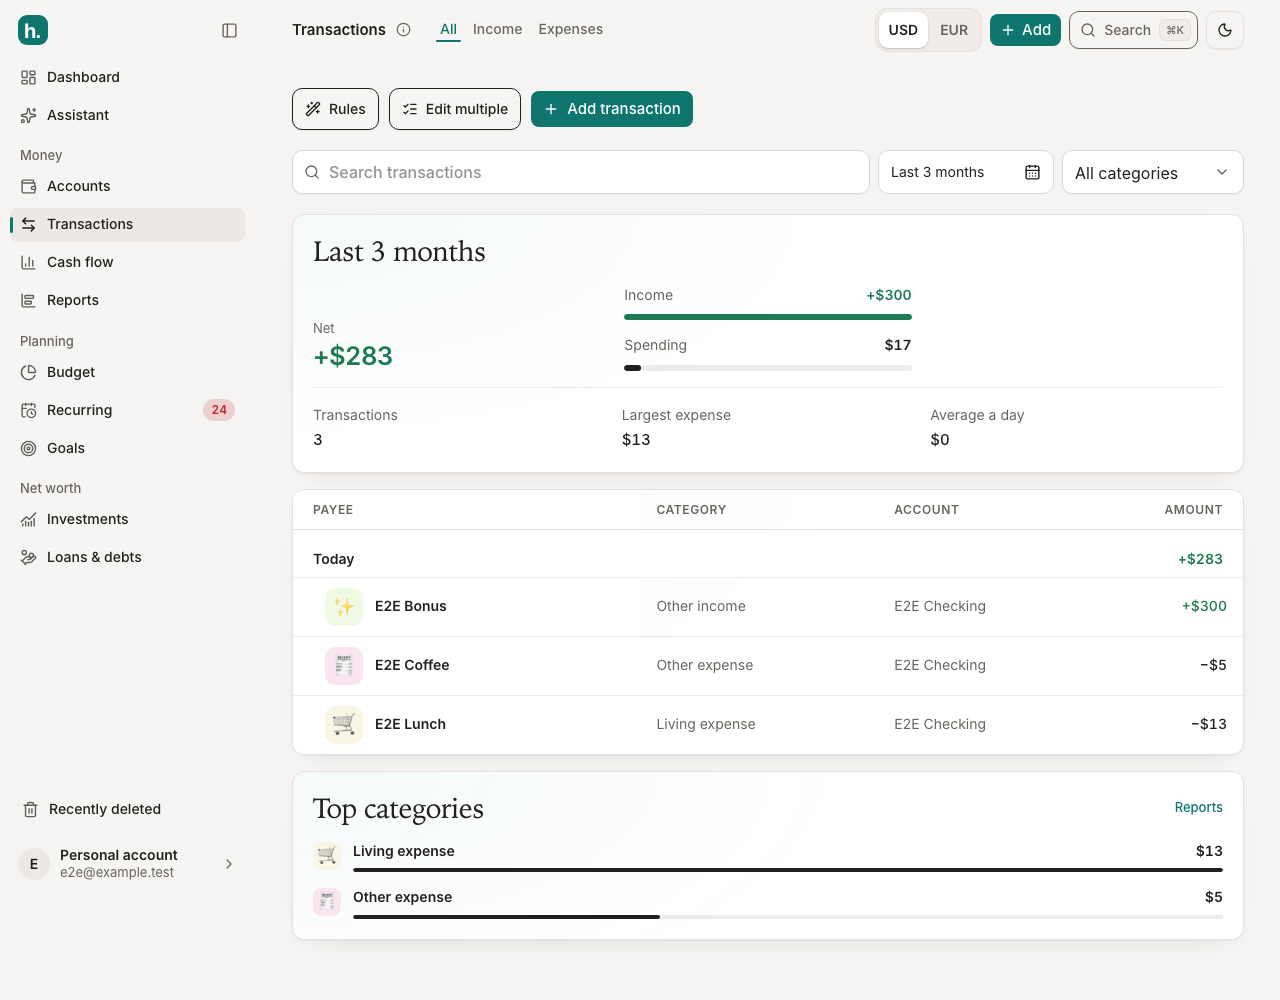 h.
Transactions All Income Expenses
USD EUR + Add Search ⌘K
Dashboard
Assistant
Money
Accounts
Transactions
Cash flow
Reports
Planning
Budget
Recurring 24
Goals
Net worth
Investments
Loans & debts
Recently deleted
E Personal account
e2e@example.test
Rules Edit multiple + Add transaction
Search transactions Last 3 months All categories
Last 3 months
Income +$300
Net
+$283
Spending $17
Transactions Largest expense Average a day
3 $13 $0
PAYEE CATEGORY ACCOUNT AMOUNT
Today +$283
E2E Bonus Other income E2E Checking +$300
E2E Coffee Other expense E2E Checking −$5
E2E Lunch Living expense E2E Checking −$13
Top categories Reports
Living expense $13
Other expense $5